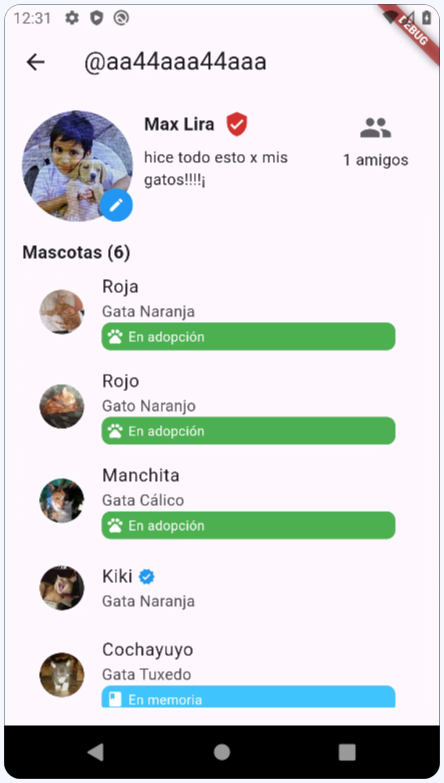 12:31
DEBUG
@aa44aaa44aaa
Max Lira
hice todo esto x mis
gatos!!!!¡
1 amigos
Mascotas (6)
Roja
Gata Naranja
En adopción
Rojo
Gato Naranjo
En adopción
Manchita
Gata Cálico
En adopción
Kiki
Gata Naranja
Cochayuyo
Gata Tuxedo
En memoria